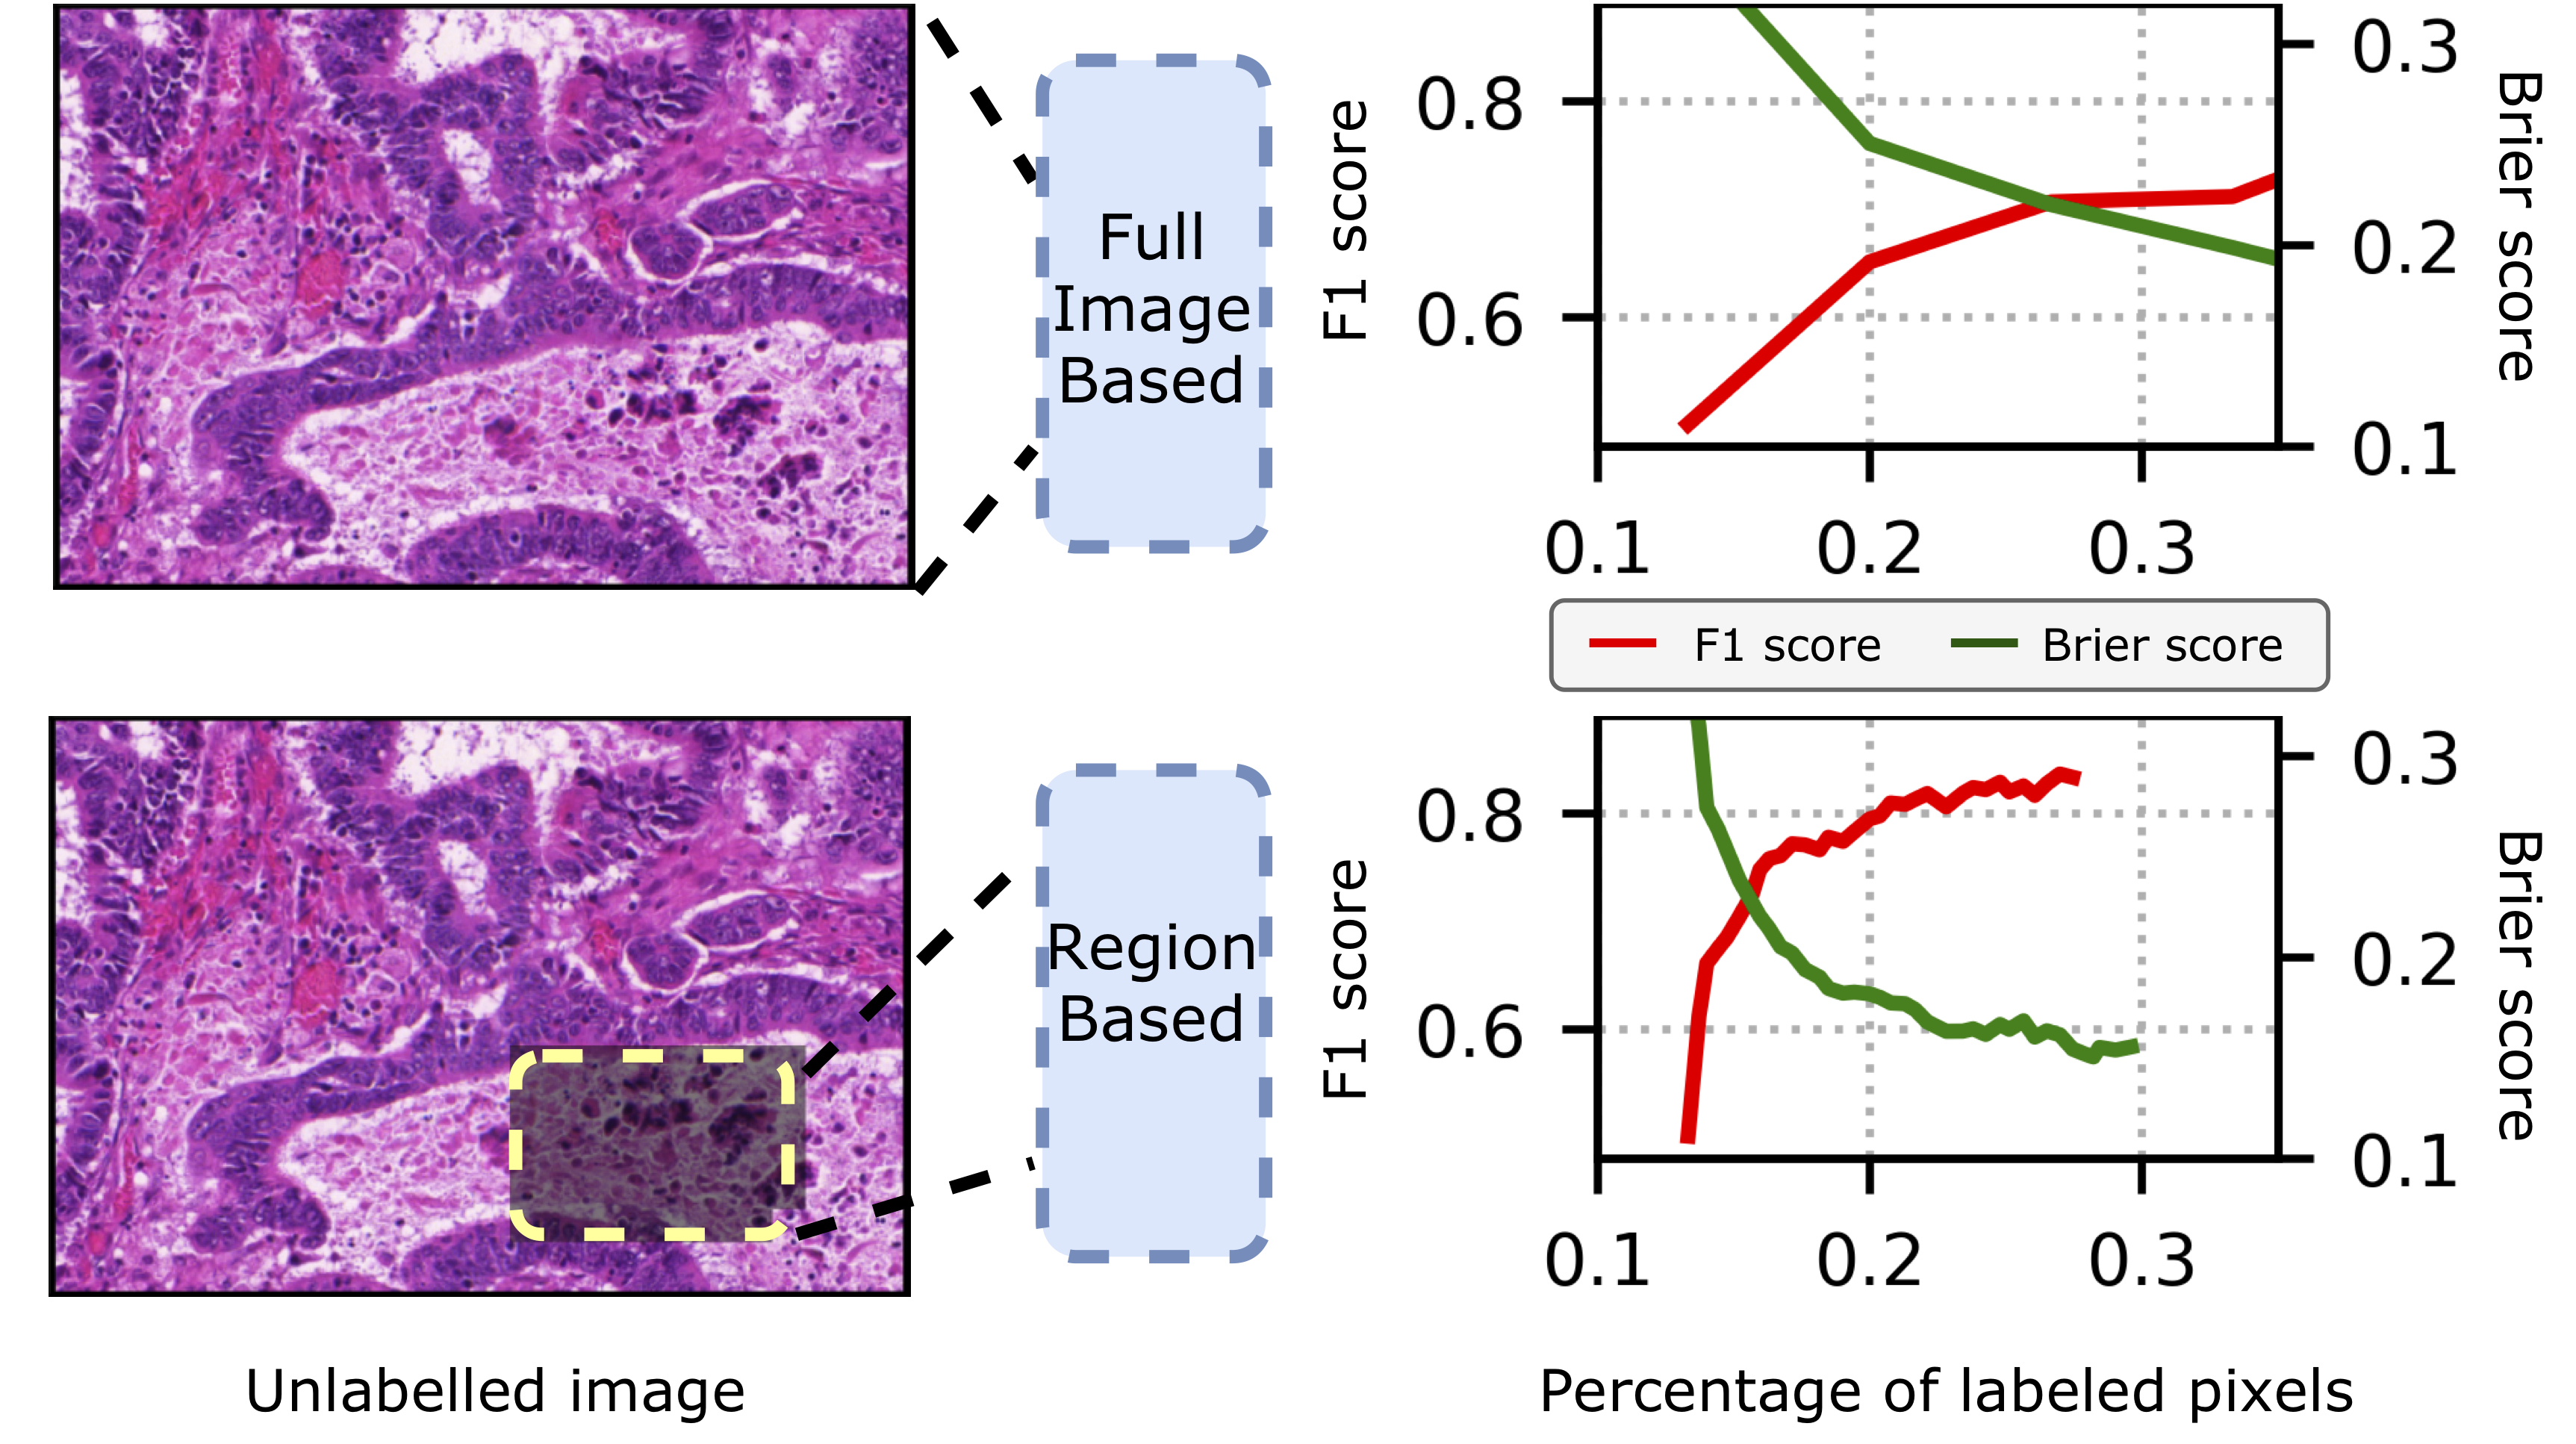 Full
Image
Based
F1 score
0.8
0.6
0.3
0.2
0.1
Brier score
0.1 0.2 0.3
F1 score Brier score
Region
Based
F1 score
0.8
0.6
0.3
0.2
0.1
Brier score
0.1 0.2 0.3
Unlabelled image
Percentage of labeled pixels